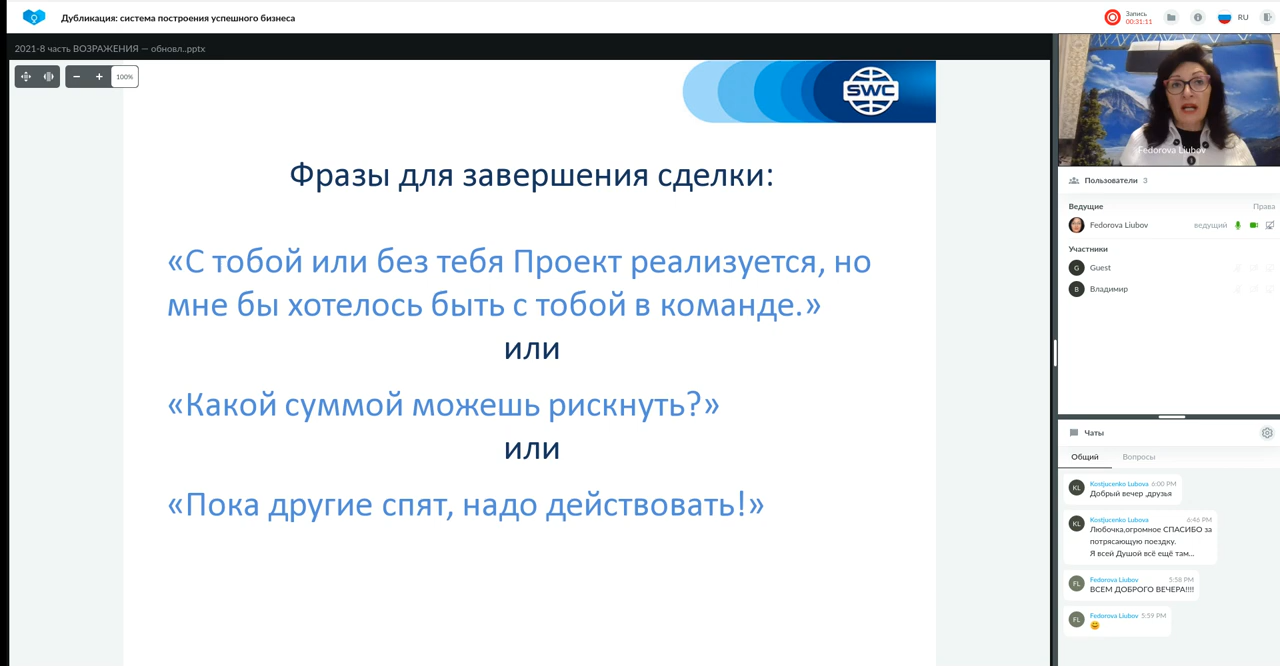 Дубликация: система построения успешного бизнеса
Запись
00:31:11
RU
2021-8 часть ВОЗРАЖЕНИЯ — обновл..pptx
100%
SWC
Фразы для завершения сделки:
«С тобой или без тебя Проект реализуется, но
мне бы хотелось быть с тобой в команде.»
или
«Какой суммой можешь рискнуть?»
или
«Пока другие спят, надо действовать!»
Fedorova Liubov
Пользователи 3
Ведущие Права
Fedorova Liubov ведущий
Участники
G Guest
В Владимир
Чаты
Общий Вопросы
KL Kostjucenko Lubova 6:00 PM
Добрый вечер ,друзья
KL Kostjucenko Lubova 6:46 PM
Любочка,огромное СПАСИБО за
потрясающую поездку.
Я всей Душой всё ещё там...
FL Fedorova Liubov 5:58 PM
ВСЕМ ДОБРОГО ВЕЧЕРА!!!!
FL Fedorova Liubov 5:59 PM
😊